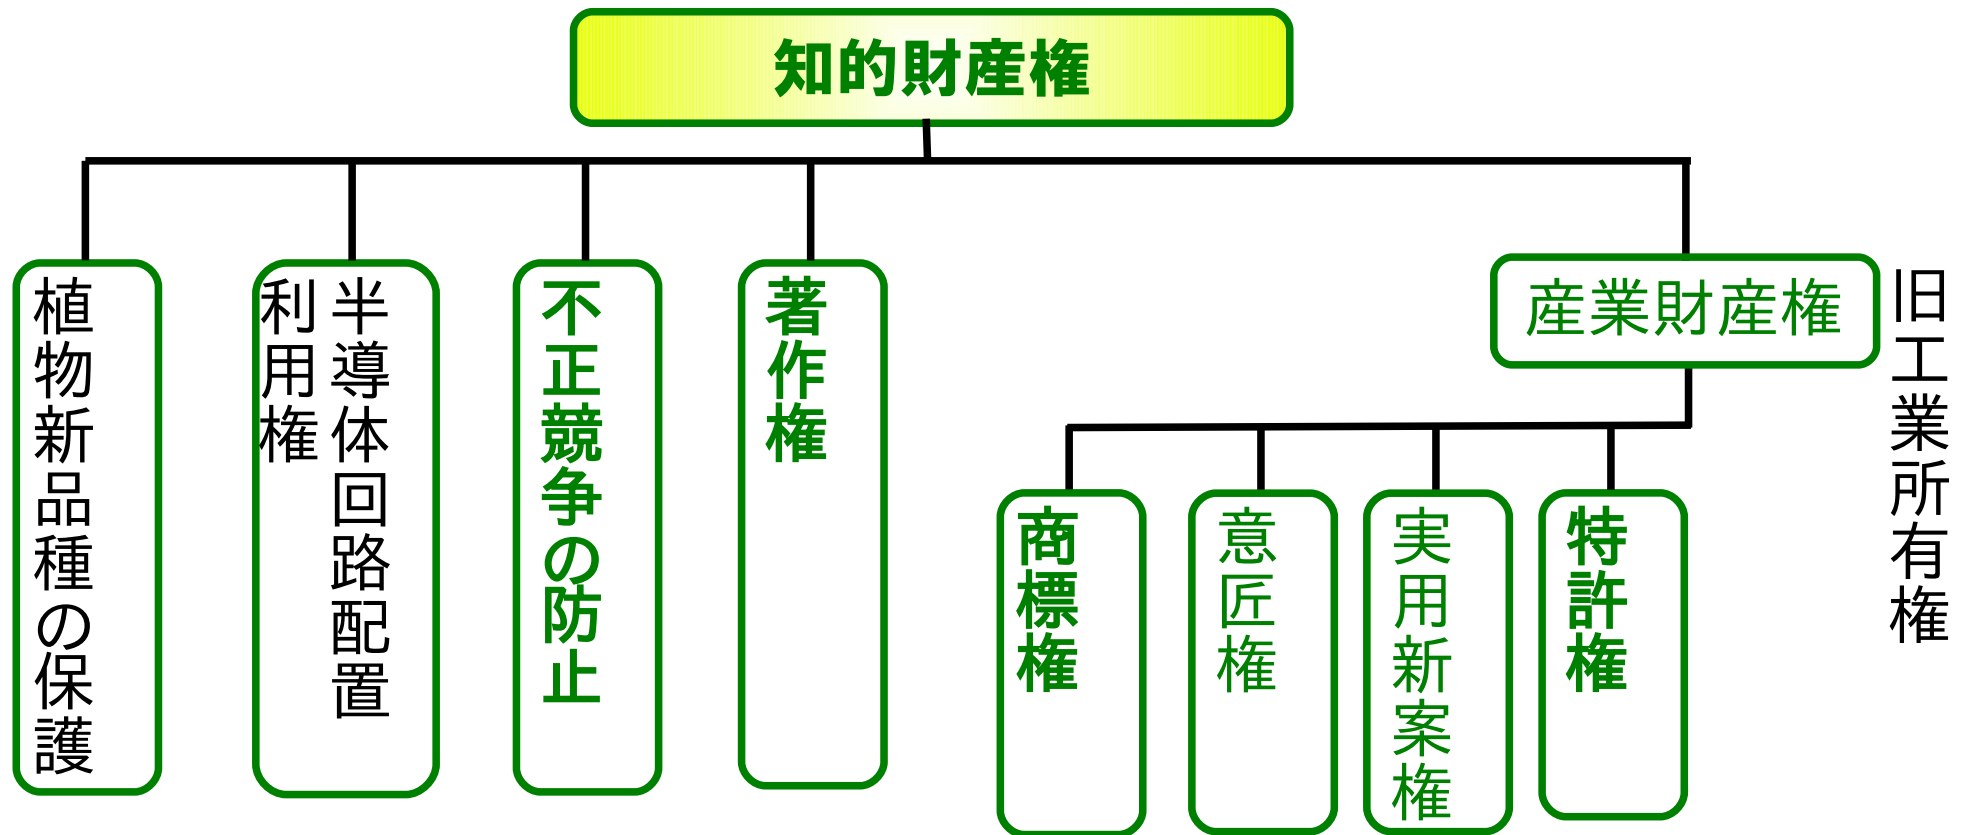 知的財産権
産業財産権
旧工業所有権
特許権
実用新案権
意匠権
商標権
著作権
不正競争の防止
半導体回路配置
利用権
植物新品種の保護